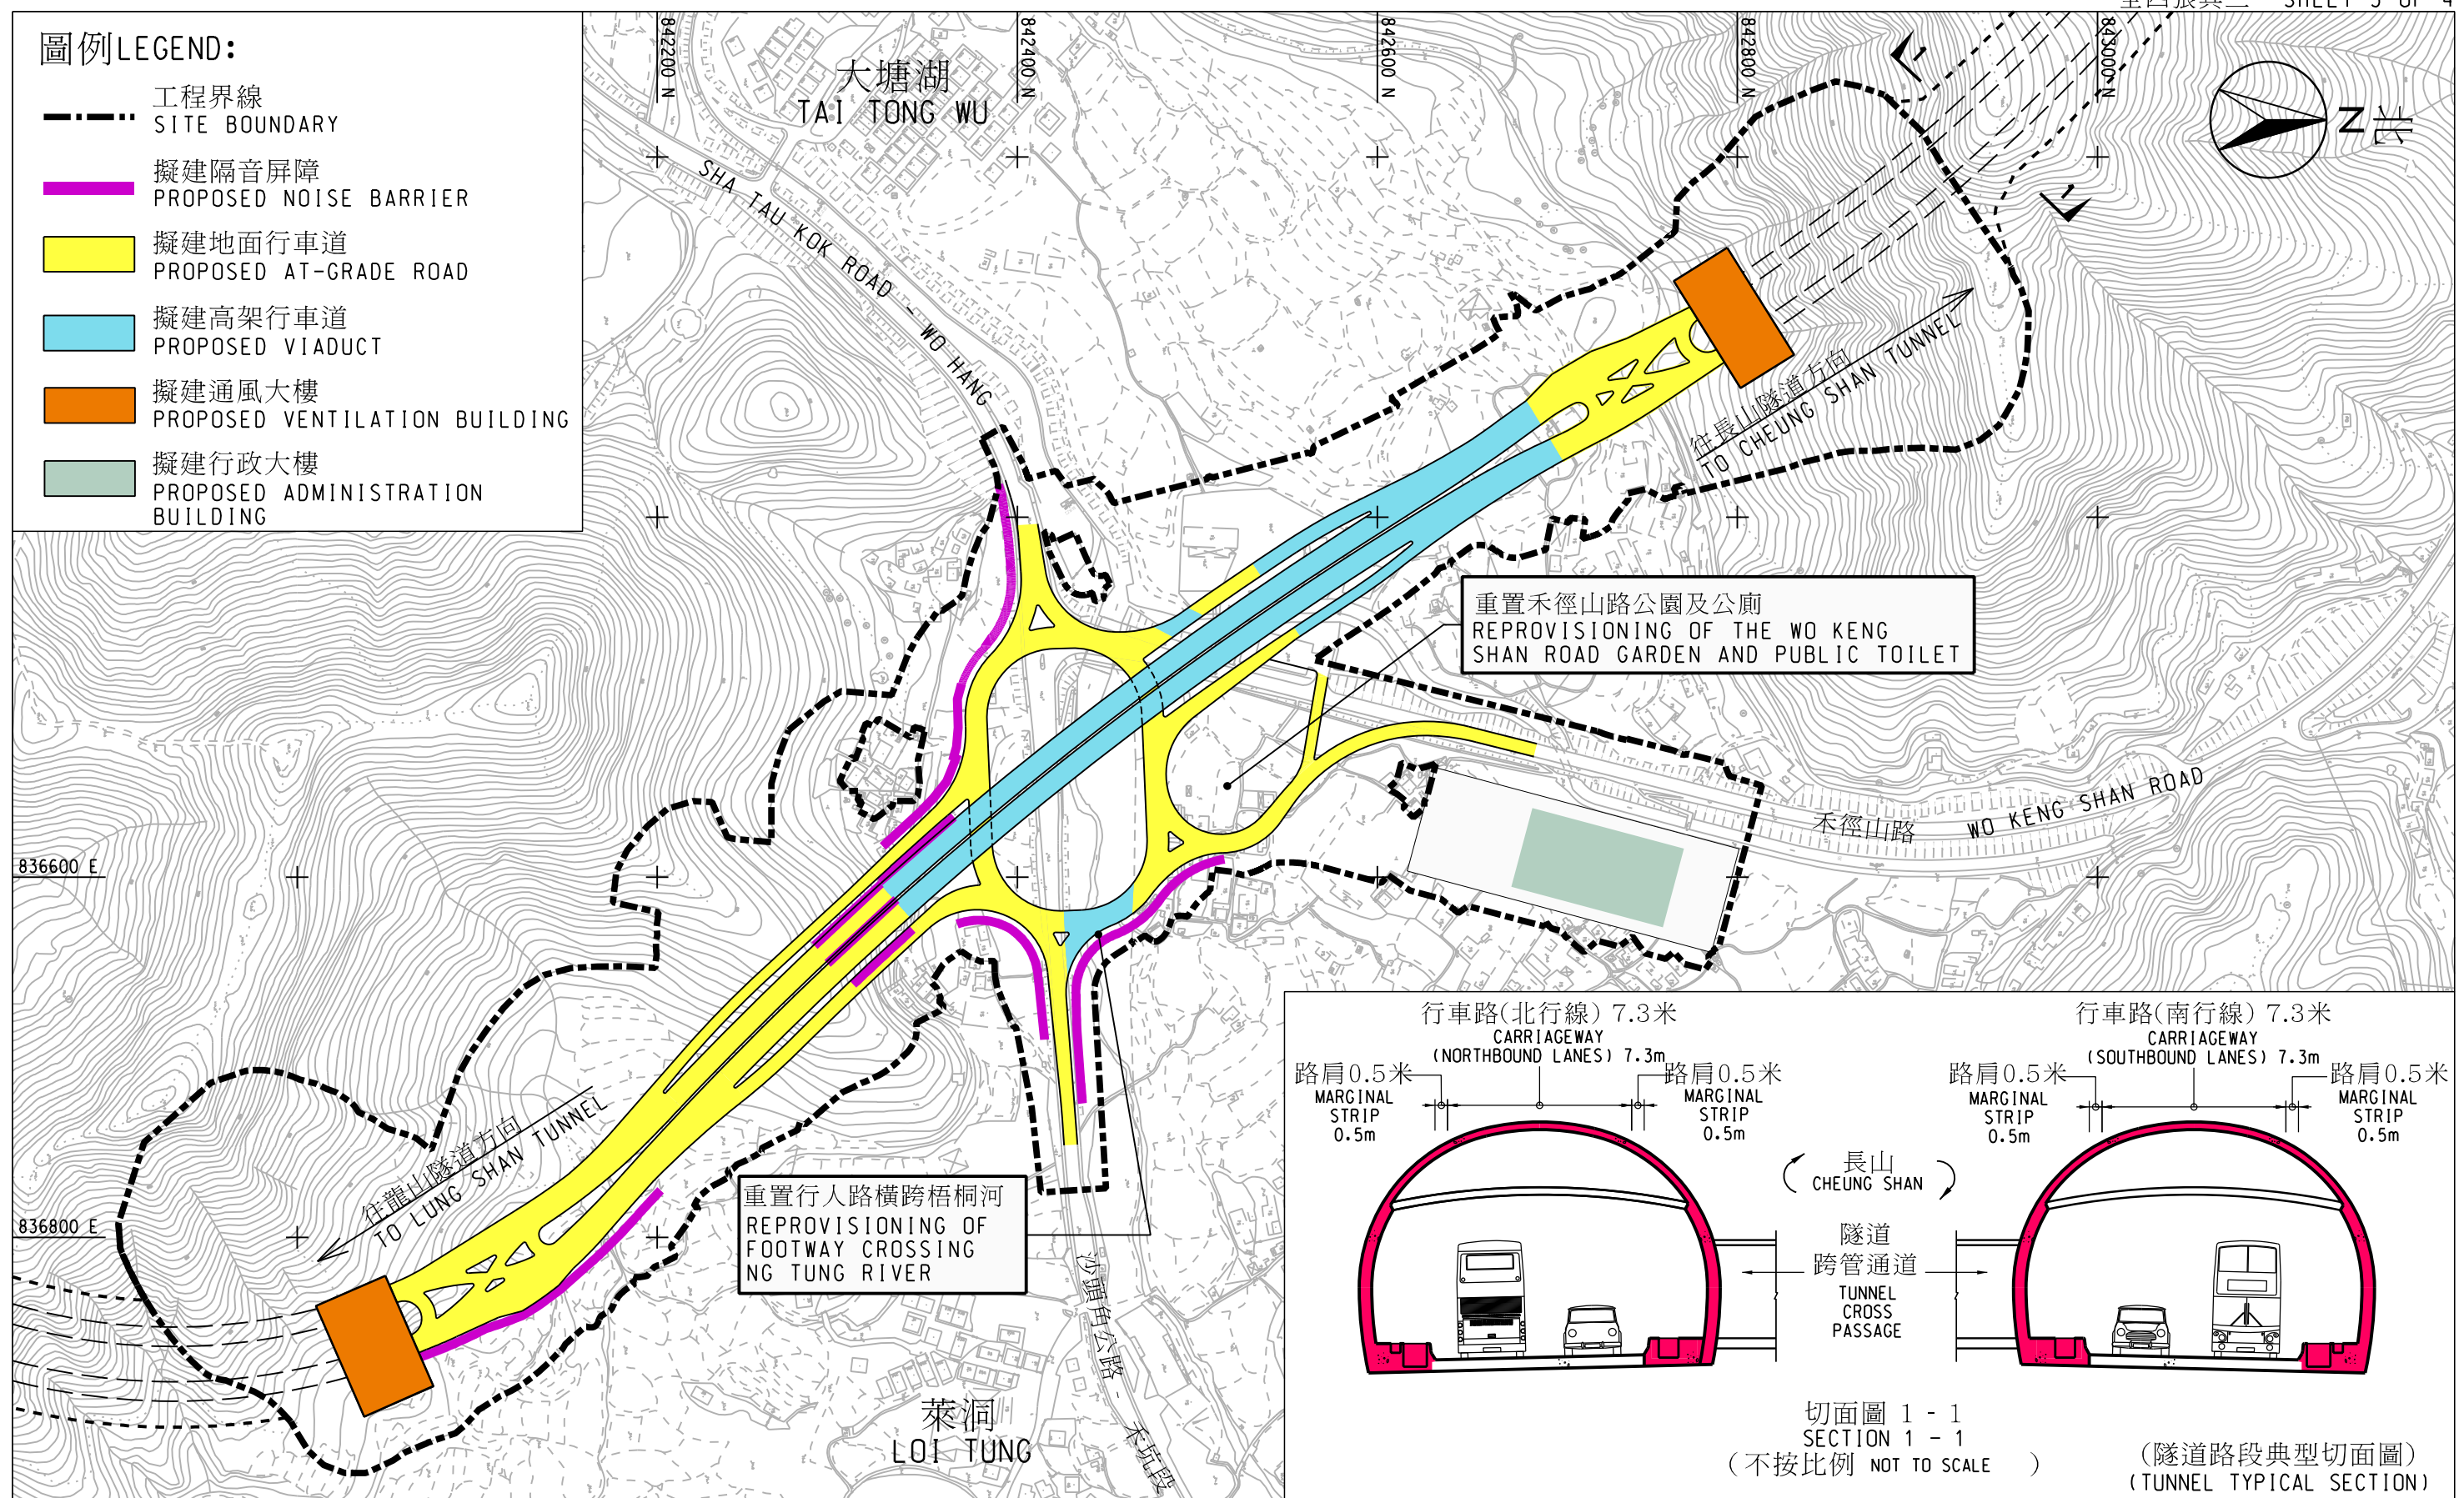 SHEET 3 OF 4
圖例LEGEND:
工程界線
SITE BOUNDARY
擬建隔音屏障
PROPOSED NOISE BARRIER
擬建地面行車道
PROPOSED AT-GRADE ROAD
擬建高架行車道
PROPOSED VIADUCT
擬建通風大樓
PROPOSED VENTILATION BUILDING
擬建行政大樓
PROPOSED ADMINISTRATION
BUILDING
842200 N
842400 N
842600 N
842800 N
843000 N
大塘湖
TAI TONG WU
N北
1
1
SHA TAU KOK ROAD - WO HANG
往長山隧道方向
TO CHEUNG SHAN TUNNEL
重置禾徑山路公園及公廁
REPROVISIONING OF THE WO KENG
SHAN ROAD GARDEN AND PUBLIC TOILET
禾徑山路 WO KENG SHAN ROAD
836600 E
836800 E
往龍山隧道方向
TO LUNG SHAN TUNNEL
重置行人路橫跨梧桐河
REPROVISIONING OF
FOOTWAY CROSSING
NG TUNG RIVER
沙頭角公路 - 禾坑段
萊洞
LOI TUNG
行車路(北行線) 7.3米
CARRIAGEWAY
(NORTHBOUND LANES) 7.3m
路肩0.5米
MARGINAL
STRIP
0.5m
路肩0.5米
MARGINAL
STRIP
0.5m
行車路(南行線) 7.3米
CARRIAGEWAY
(SOUTHBOUND LANES) 7.3m
路肩0.5米
MARGINAL
STRIP
0.5m
路肩0.5米
MARGINAL
STRIP
0.5m
長山
CHEUNG SHAN
隧道
跨管通道
TUNNEL
CROSS
PASSAGE
切面圖 1 - 1
SECTION 1 - 1
(不按比例 NOT TO SCALE )
(隧道路段典型切面圖)
(TUNNEL TYPICAL SECTION)